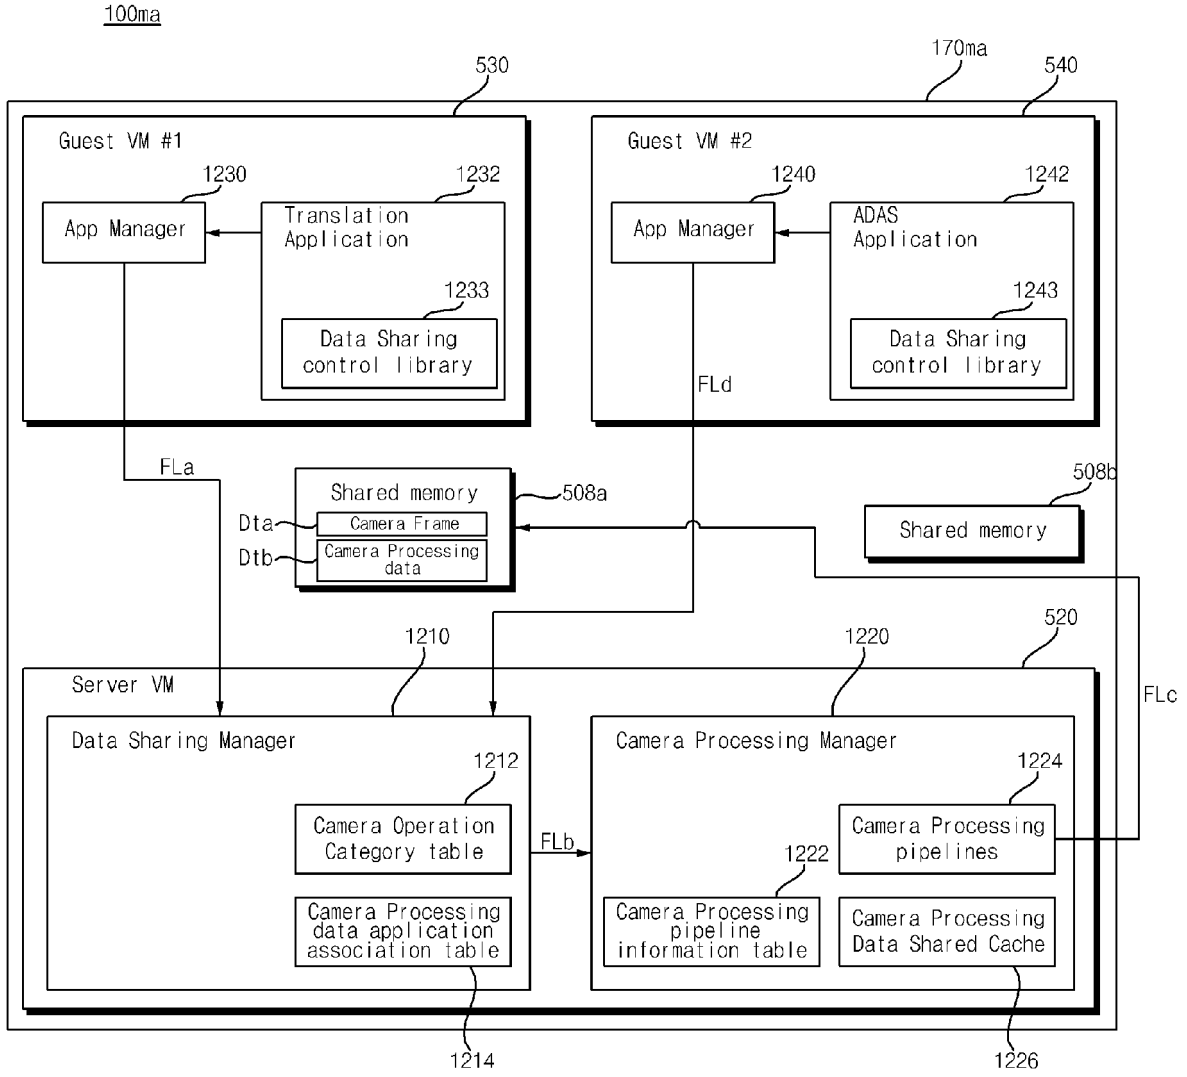 100ma
170ma
530
540
Guest VM #1
Guest VM #2
1230
1232
1240
1242
App Manager
Translation
Application
App Manager
ADAS
Application
1233
1243
Data Sharing
control library
Data Sharing
control library
FLd
FLa
Shared memory
508a
508b
Dta
Camera Frame
Shared memory
Dtb
Camera Processing
data
1210
1220
520
Server VM
FLc
Data Sharing Manager
Camera Processing Manager
1212
1224
Camera Operation
Category table
FLb
Camera Processing
pipelines
1222
Camera Processing
data application
association table
Camera Processing
pipeline
information table
Camera Processing
Data Shared Cache
1214
1226